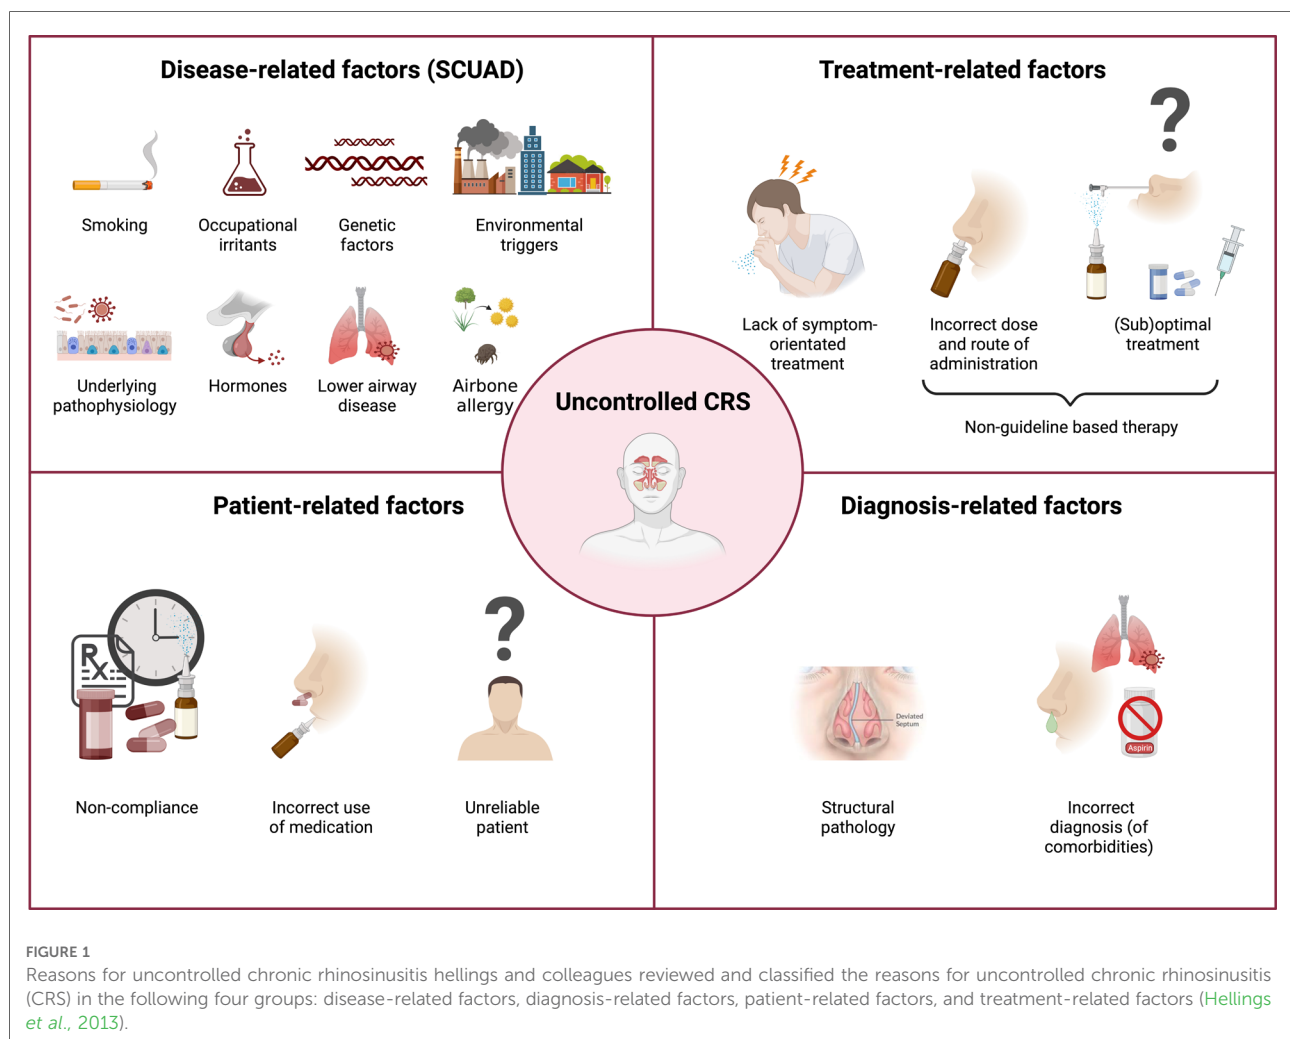 Disease-related factors (SCUAD)
Smoking
Occupational
irritants
Genetic
factors
Environmental
triggers
Underlying
pathophysiology
Hormones
Lower airway
disease
Airbone
allergy
Treatment-related factors
?
Lack of symptom-
orientated
treatment
Incorrect dose
and route of
administration
(Sub)optimal
treatment
Non-guideline based therapy
Uncontrolled CRS
Patient-related factors
Rx
Non-compliance
Incorrect use
of medication
?
Unreliable
patient
Diagnosis-related factors
Deviated
Septum
Structural
pathology
Aspirin
Incorrect
diagnosis (of
comorbidities)
FIGURE 1
Reasons for uncontrolled chronic rhinosinusitis hellings and colleagues reviewed and classified the reasons for uncontrolled chronic rhinosinusitis
(CRS) in the following four groups: disease-related factors, diagnosis-related factors, patient-related factors, and treatment-related factors (Hellings
et al., 2013).